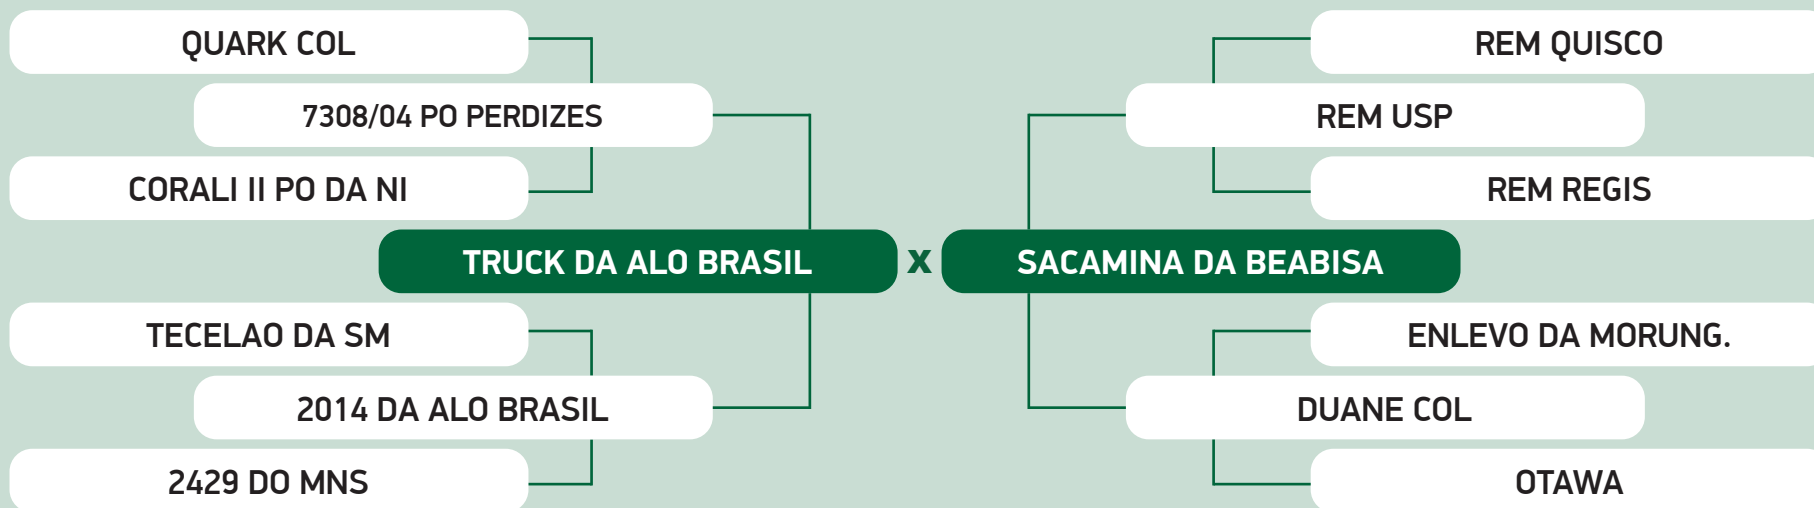 QUARK COL
REM QUISCO
7308/04 PO PERDIZES
REM USP
CORALI II PO DA NI
REM REGIS
TRUCK DA ALO BRASIL x SACAMINA DA BEABISA
TECELAO DA SM
ENLEVO DA MORUNG.
2014 DA ALO BRASIL
DUANE COL
2429 DO MNS
OTAWA